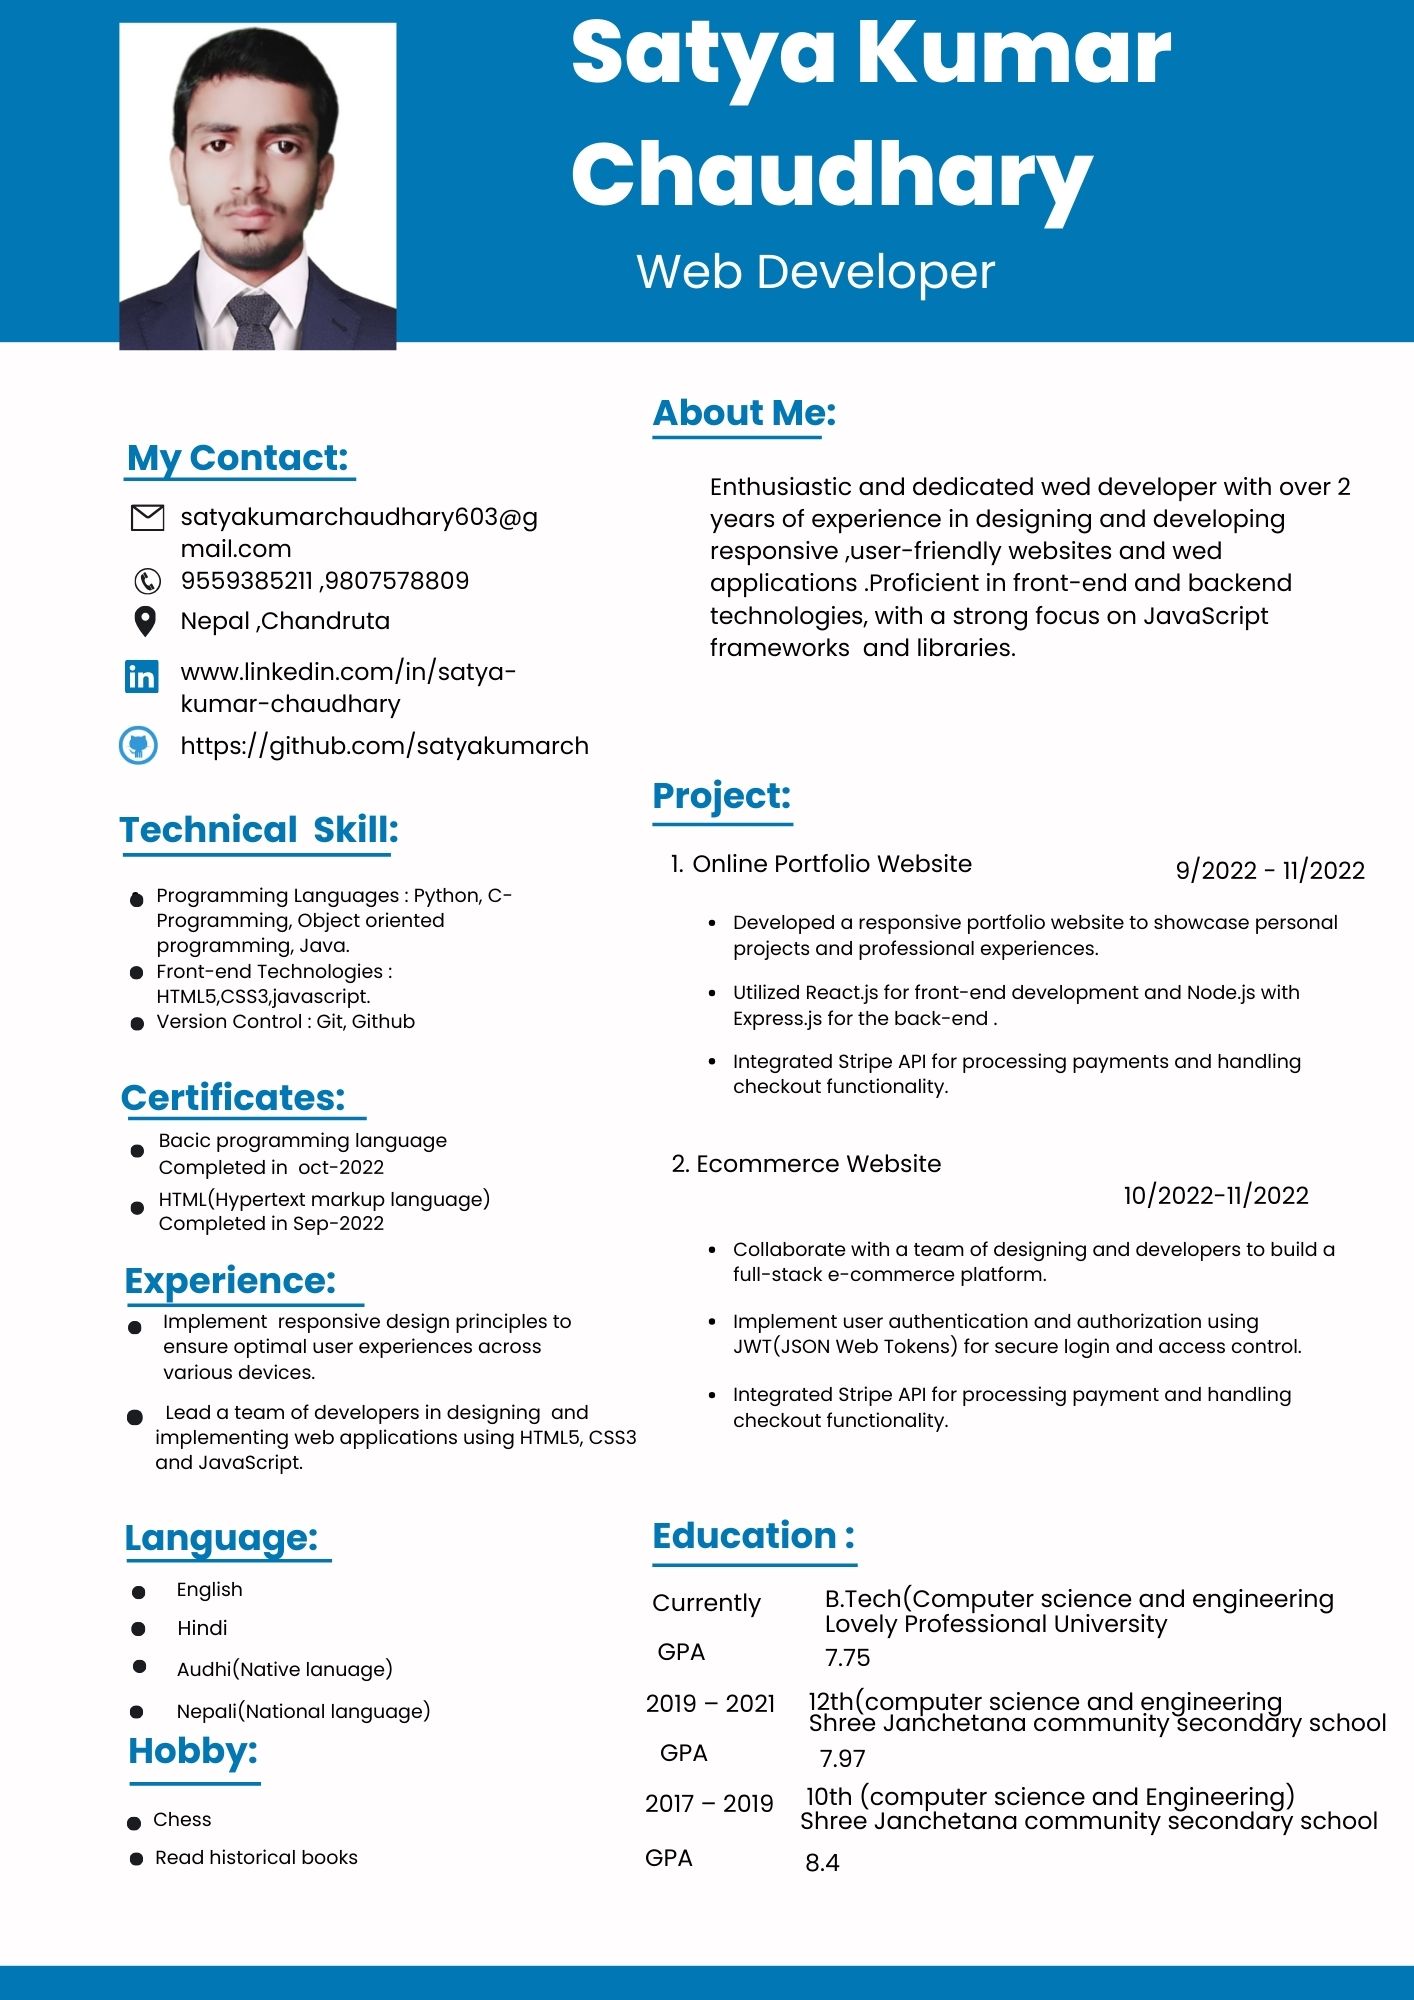 Satya Kumar
Chaudhary
Web Developer
My Contact:
satyakumarchaudhary603@g
mail.com
9559385211 ,9807578809
Nepal ,Chandruta
in
www.linkedin.com/in/satya-
kumar-chaudhary
https://github.com/satyakumarch
Technical  Skill:
Programming Languages : Python, C-
Programming, Object oriented
programming, Java.
Front-end Technologies :
HTML5,CSS3,javascript.
Version Control : Git, Github
Certificates:
Bacic programming language
Completed in  oct-2022
HTML(Hypertext markup language)
Completed in Sep-2022
Experience:
Implement  responsive design principles to
ensure optimal user experiences across
various devices.
Lead a team of developers in designing  and
implementing web applications using HTML5, CSS3
and JavaScript.
Language:
English
Hindi
Audhi(Native lanuage)
Nepali(National language)
Hobby:
Chess
Read historical books
About Me:
Enthusiastic and dedicated wed developer with over 2
years of experience in designing and developing
responsive ,user-friendly websites and wed
applications .Proficient in front-end and backend
technologies, with a strong focus on JavaScript
frameworks  and libraries.
Project:
1. Online Portfolio Website
9/2022 - 11/2022
• Developed a responsive portfolio website to showcase personal
projects and professional experiences.
• Utilized React.js for front-end development and Node.js with
Express.js for the back-end .
• Integrated Stripe API for processing payments and handling
checkout functionality.
2. Ecommerce Website
10/2022-11/2022
• Collaborate with a team of designing and developers to build a
full-stack e-commerce platform.
• Implement user authentication and authorization using
JWT(JSON Web Tokens) for secure login and access control.
• Integrated Stripe API for processing payment and handling
checkout functionality.
Education :
Currently
B.Tech(Computer science and engineering
Lovely Professional University
GPA
7.75
2019 – 2021
12th(computer science and engineering
Shree Janchetana community secondary school
GPA
7.97
2017 – 2019
10th (computer science and Engineering)
Shree Janchetana community secondary school
GPA
8.4